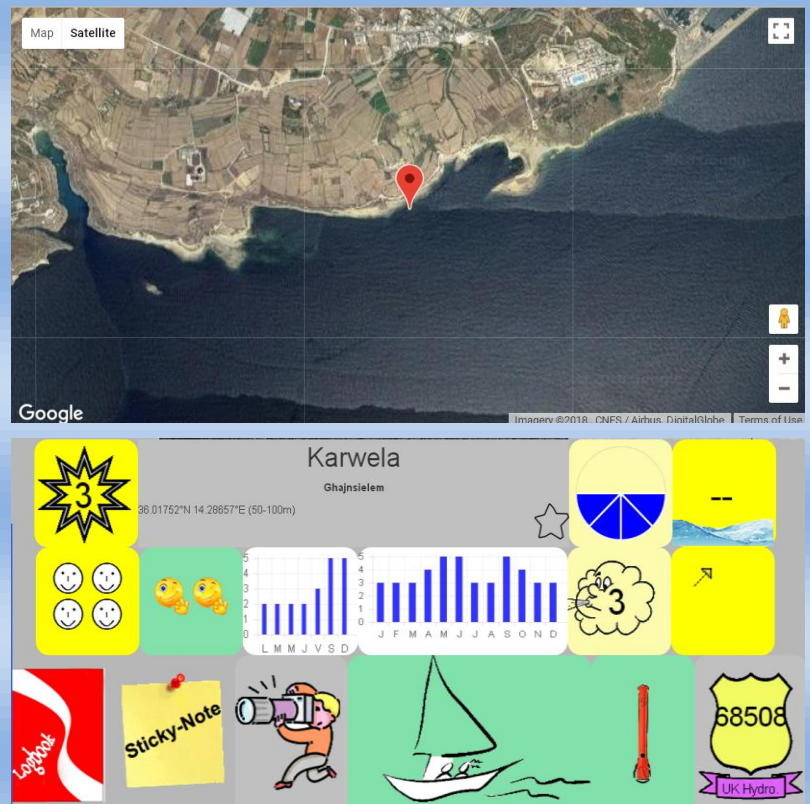 Map Satellite
Google
Imagery ©2018 , CNES / Airbus, DigitalGlobe
Terms of Use
Karwela
Ghajnsielem
36.01752°N 14.28657°E (50-100m)
3
--
5
4
3
2
1
0
L M M J V S D
5
4
3
2
1
0
J F M A M J J A S O N D
3
Logbook
Sticky-Note
68508
UK Hydro.